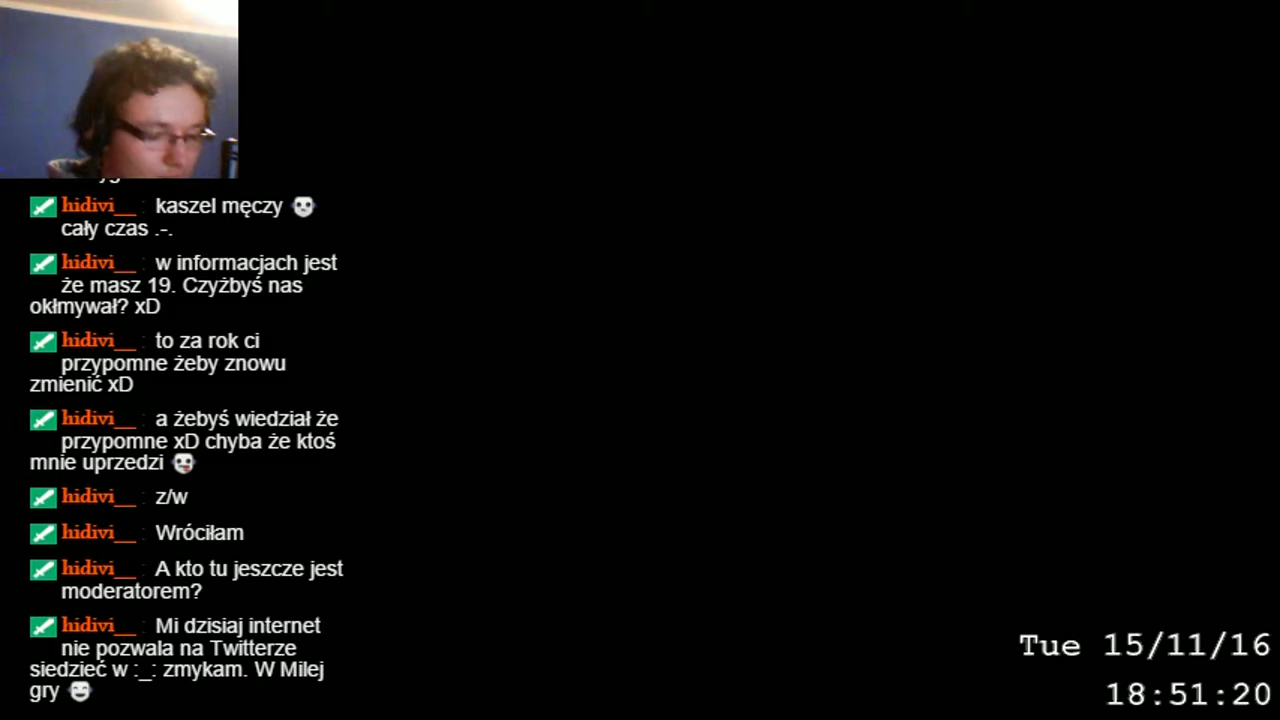 hidivi__ : kaszel męczy
cały czas .-.
hidivi__ : w informacjach jest
że masz 19. Czyżbyś nas
okłmywał? xD
hidivi__ : to za rok ci
przypomne żeby znowu
zmienić xD
hidivi__ : a żebyś wiedział że
przypomne xD chyba że ktoś
mnie uprzedzi
hidivi__ : z/w
hidivi__ : Wróciłam
hidivi__ : A kto tu jeszcze jest
moderatorem?
hidivi__ : Mi dzisiaj internet
nie pozwala na Twitterze
siedzieć w :_: zmykam. W Milej
gry
Tue 15/11/16
18:51:20